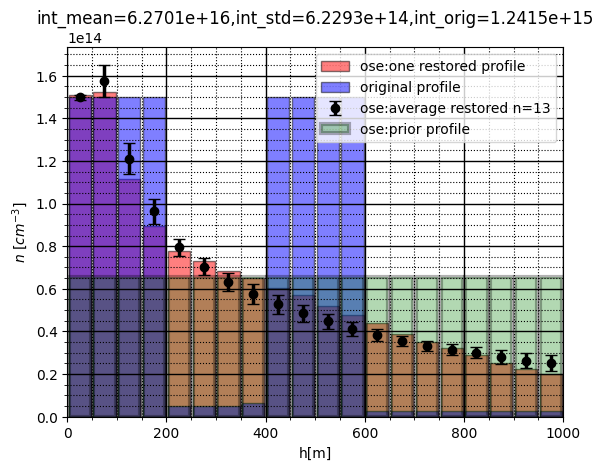 int_mean=6.2701e+16,int_std=6.2293e+14,int_orig=1.2415e+15
1e14
ose:one restored profile
original profile
ose:average restored n=13
ose:prior profile
1.6
1.4
1.2
1.0
0.8
0.6
0.4
0.2
0.0
n [cm⁻³]
0 200 400 600 800 1000
h[m]